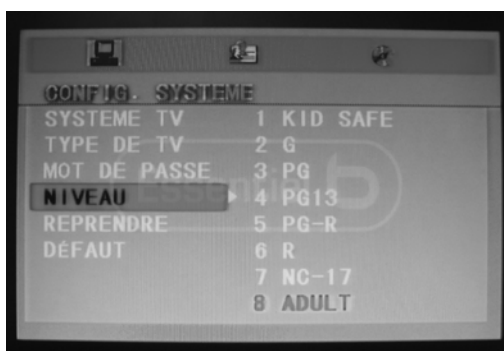 CONFIG. SYSTEME
SYSTEME TV 1 KID SAFE
TYPE DE TV 2 G
MOT DE PASSE 3 PG
NIVEAU 4 PG13
REPRENDRE 5 PG-R
DÉFAUT 6 R
7 NC-17
8 ADULT
Essentiel b